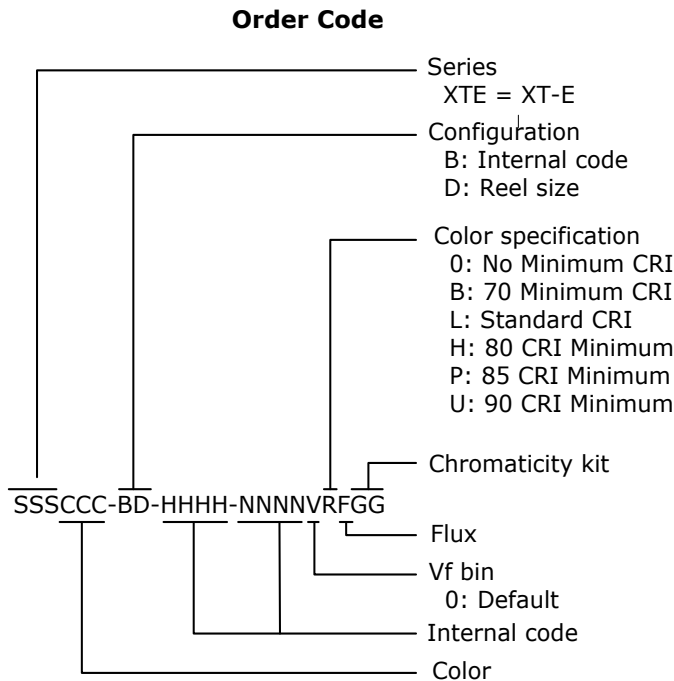 Order Code
Series
XTE = XT-E
Configuration
B: Internal code
D: Reel size
Color specification
0: No Minimum CRI
B: 70 Minimum CRI
L: Standard CRI
H: 80 CRI Minimum
P: 85 CRI Minimum
U: 90 CRI Minimum
Chromaticity kit
SSSCCC-BD-HHHH-NNNNVRFGG
Flux
Vf bin
0: Default
Internal code
Color